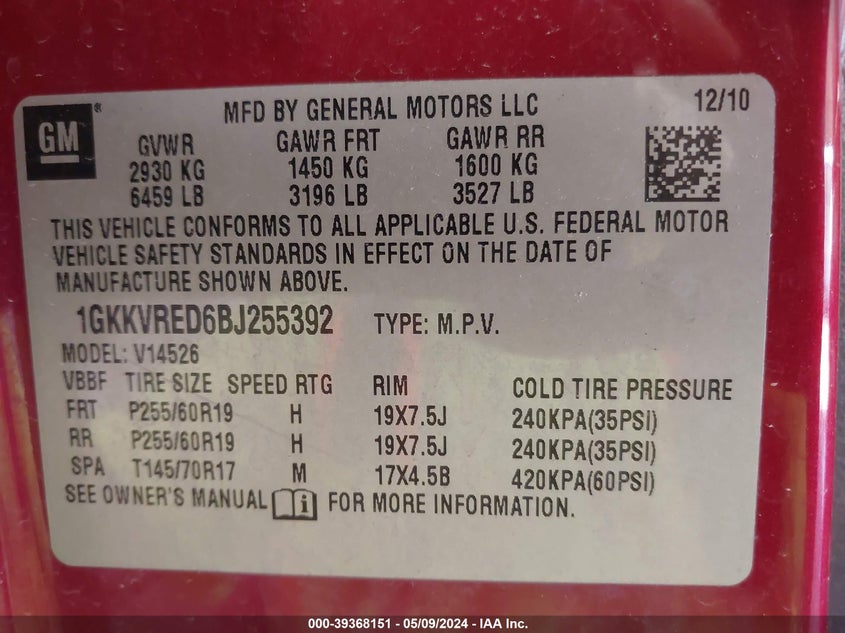 GM ®
MFD BY GENERAL MOTORS LLC 12/10
GVWR GAWR FRT GAWR RR
2930 KG 1450 KG 1600 KG
6459 LB 3196 LB 3527 LB
THIS VEHICLE CONFORMS TO ALL APPLICABLE U.S. FEDERAL MOTOR
VEHICLE SAFETY STANDARDS IN EFFECT ON THE DATE OF
MANUFACTURE SHOWN ABOVE.
1GKKVRED6BJ255392 TYPE: M.P.V.
MODEL: V14526
VBBF TIRE SIZE SPEED RTG RIM COLD TIRE PRESSURE
FRT P255/60R19 H 19X7.5J 240KPA(35PSI)
RR P255/60R19 H 19X7.5J 240KPA(35PSI)
SPA T145/70R17 M 17X4.5B 420KPA(60PSI)
SEE OWNER'S MANUAL i FOR MORE INFORMATION.
000-39368151 - 05/09/2024 - IAA Inc.